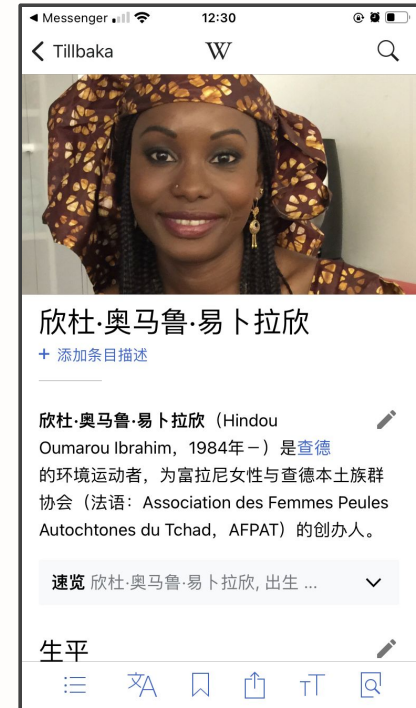 ◀ Messenger
12:30
Tillbaka
W
欣杜·奥马鲁·易卜拉欣
+ 添加条目描述
欣杜·奥马鲁·易卜拉欣（Hindou
Oumarou Ibrahim，1984年－）是查德
的环境运动者，为富拉尼女性与查德本土族群
协会（法语：Association des Femmes Peules
Autochtones du Tchad，AFPAT）的创办人。
速览 欣杜·奥马鲁·易卜拉欣, 出生 ...
生平
文A
TT